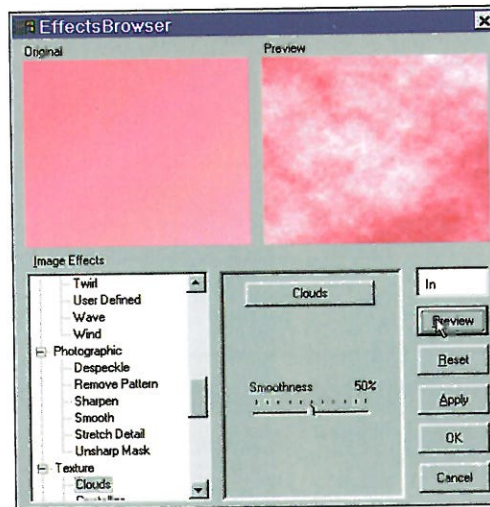 EffectsBrowser
Original
Preview
Image Effects
Twirl
User Defined
Wave
Wind
Photographic
Despeckle
Remove Pattern
Sharpen
Smooth
Stretch Detail
Unsharp Mask
Texture
Clouds
Clouds
Smoothness 50%
In
Preview
Reset
Apply
OK
Cancel